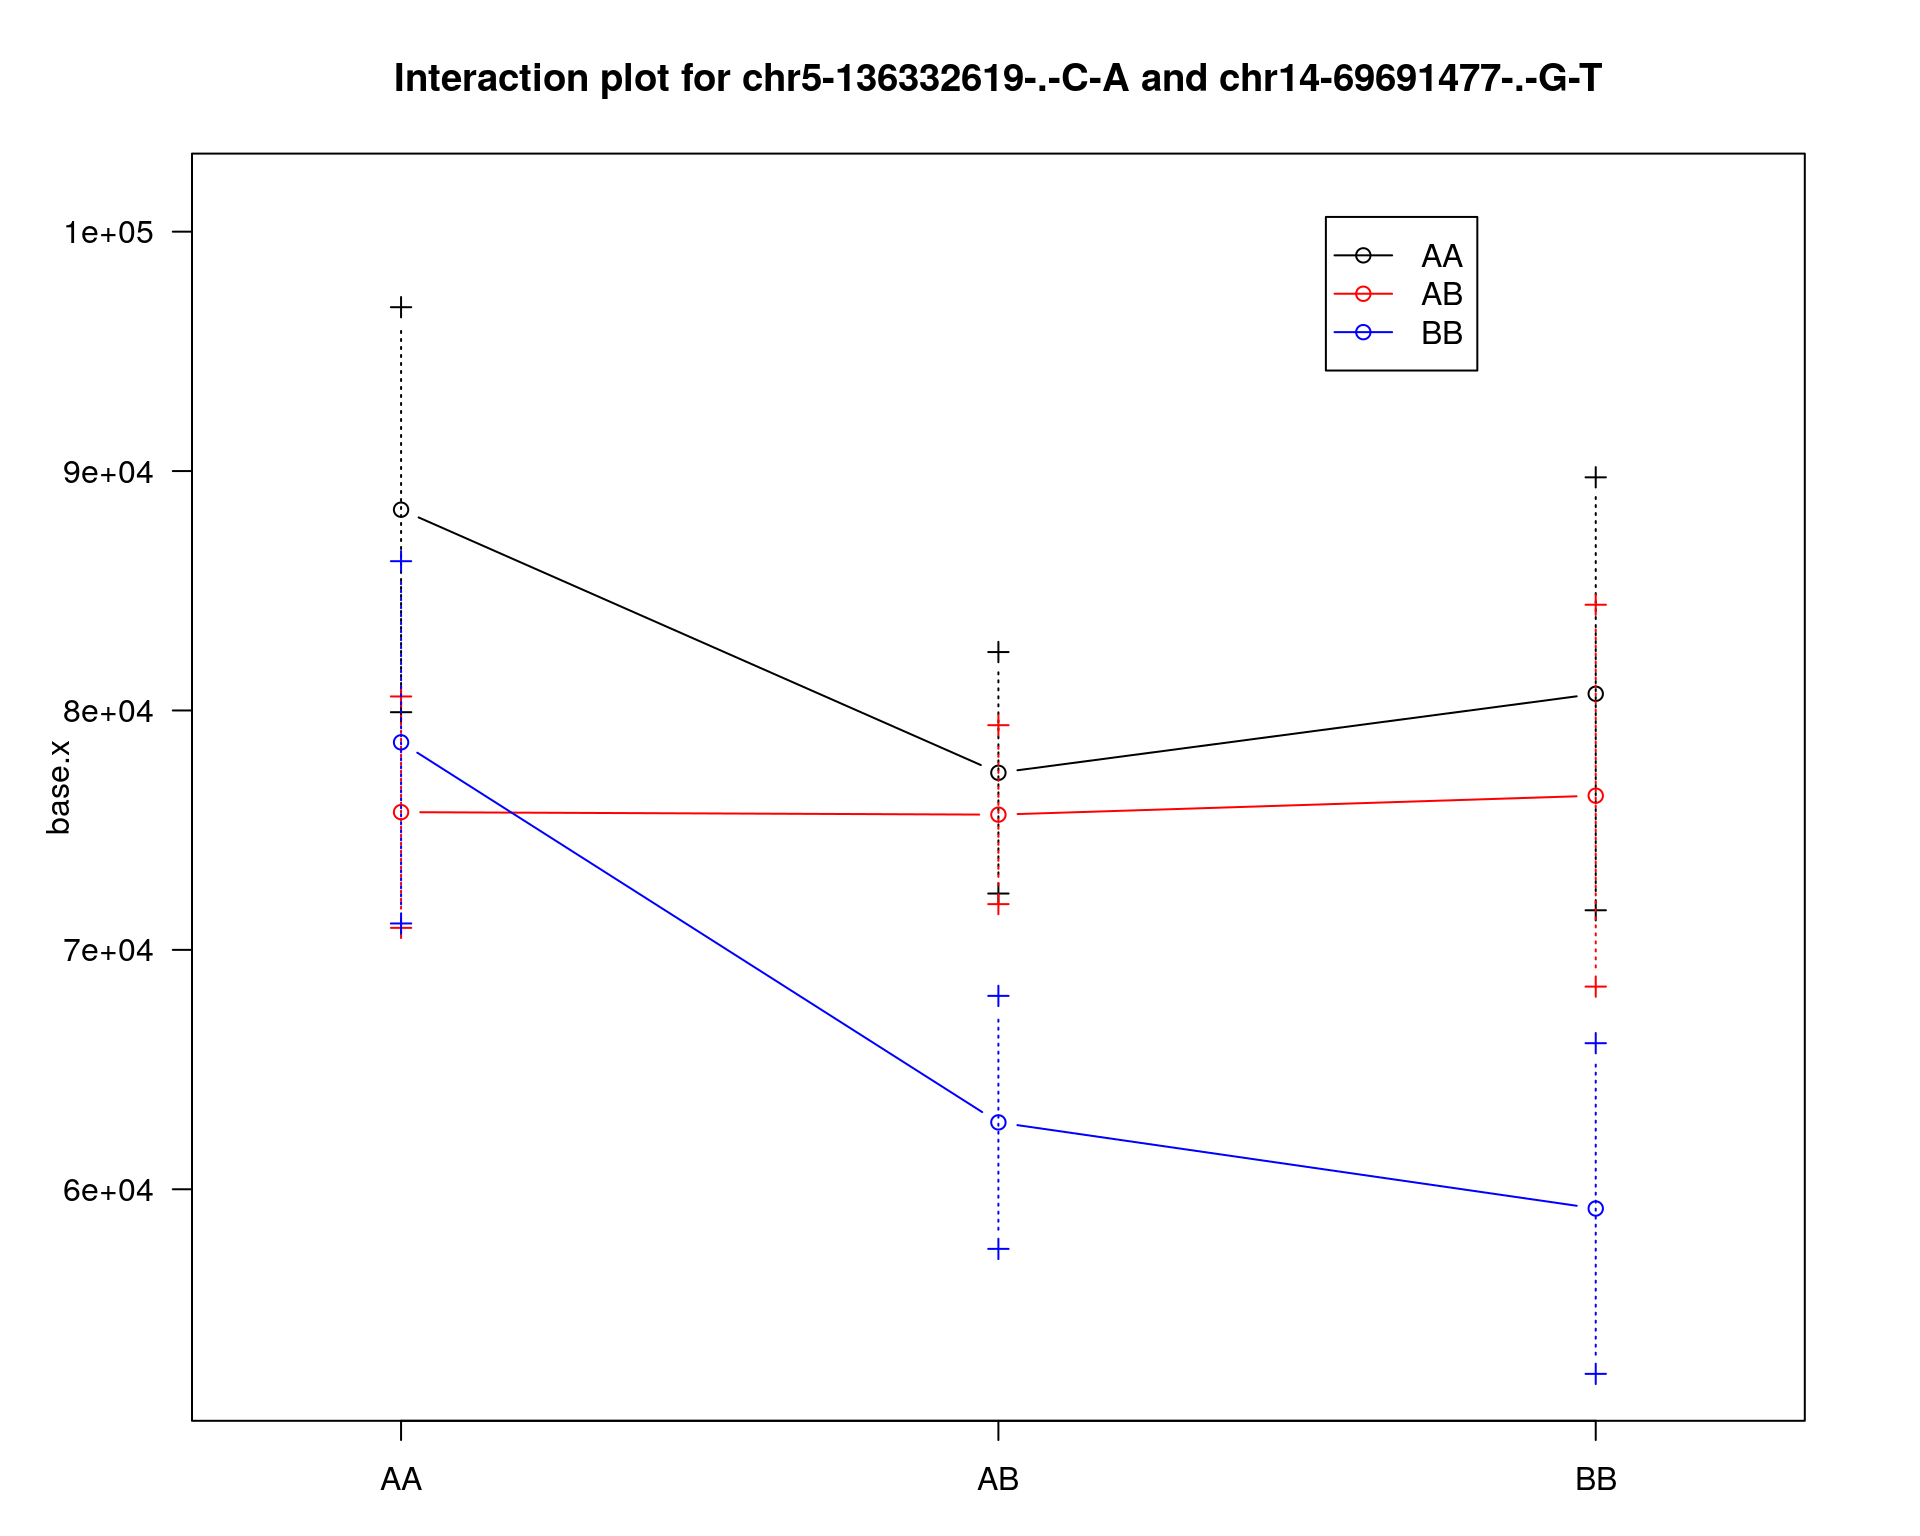 Interaction plot for chr5-136332619-.-C-A and chr14-69691477-.-G-T
1e+05
9e+04
8e+04
7e+04
6e+04
base.x
AA
AB
BB
AA
AB
BB